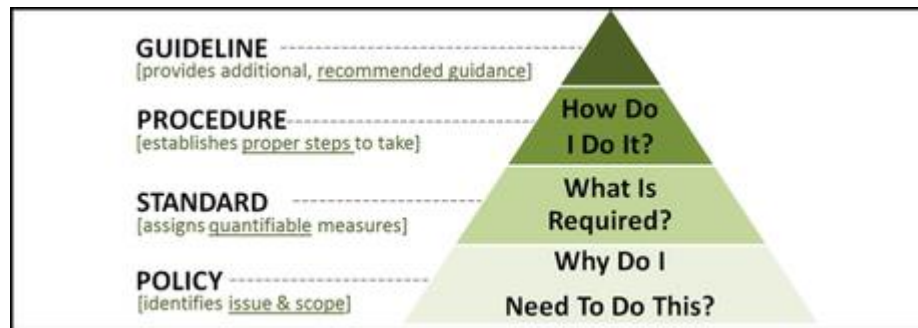 GUIDELINE
[provides additional, recommended guidance]
PROCEDURE
[establishes proper steps to take]
STANDARD
[assigns quantifiable measures]
POLICY
[identifies issue & scope]
How Do
I Do It?
What Is
Required?
Why Do I
Need To Do This?